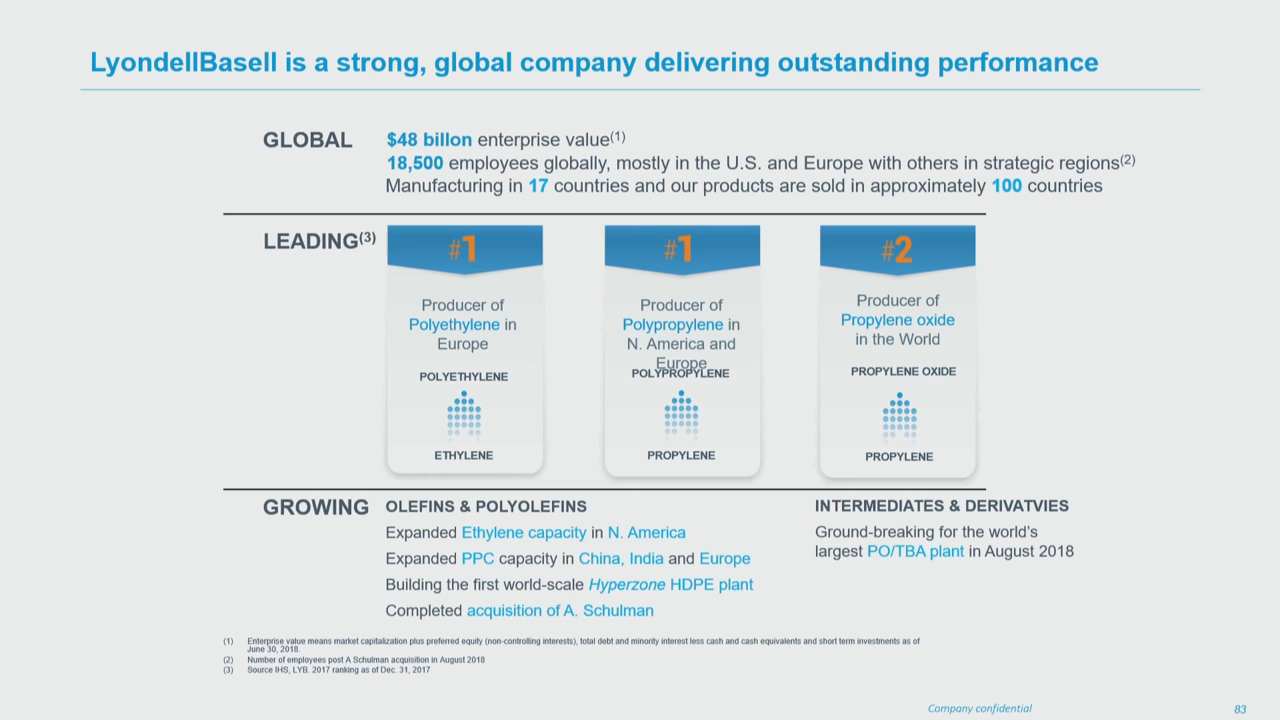 LyondellBasell is a strong, global company delivering outstanding performance
GLOBAL
$48 billon enterprise value(1)
18,500 employees globally, mostly in the U.S. and Europe with others in strategic regions(2)
Manufacturing in 17 countries and our products are sold in approximately 100 countries
LEADING(3)
#1
Producer of
Polyethylene in
Europe
POLYETHYLENE
ETHYLENE
#1
Producer of
Polypropylene in
N. America and
Europe
POLYPROPYLENE
PROPYLENE
#2
Producer of
Propylene oxide
in the World
PROPYLENE OXIDE
PROPYLENE
GROWING
OLEFINS & POLYOLEFINS
Expanded Ethylene capacity in N. America
Expanded PPC capacity in China, India and Europe
Building the first world-scale Hyperzone HDPE plant
Completed acquisition of A. Schulman
INTERMEDIATES & DERIVATVIES
Ground-breaking for the world's
largest PO/TBA plant in August 2018
(1) Enterprise value means market capitalization plus preferred equity (non-controlling interests), total debt and minority interest less cash and cash equivalents and short term investments as of
June 30, 2018.
(2) Number of employees post A Schulman acquisition in August 2018
(3) Source IHS, LYB. 2017 ranking as of Dec. 31, 2017
Company confidential
83